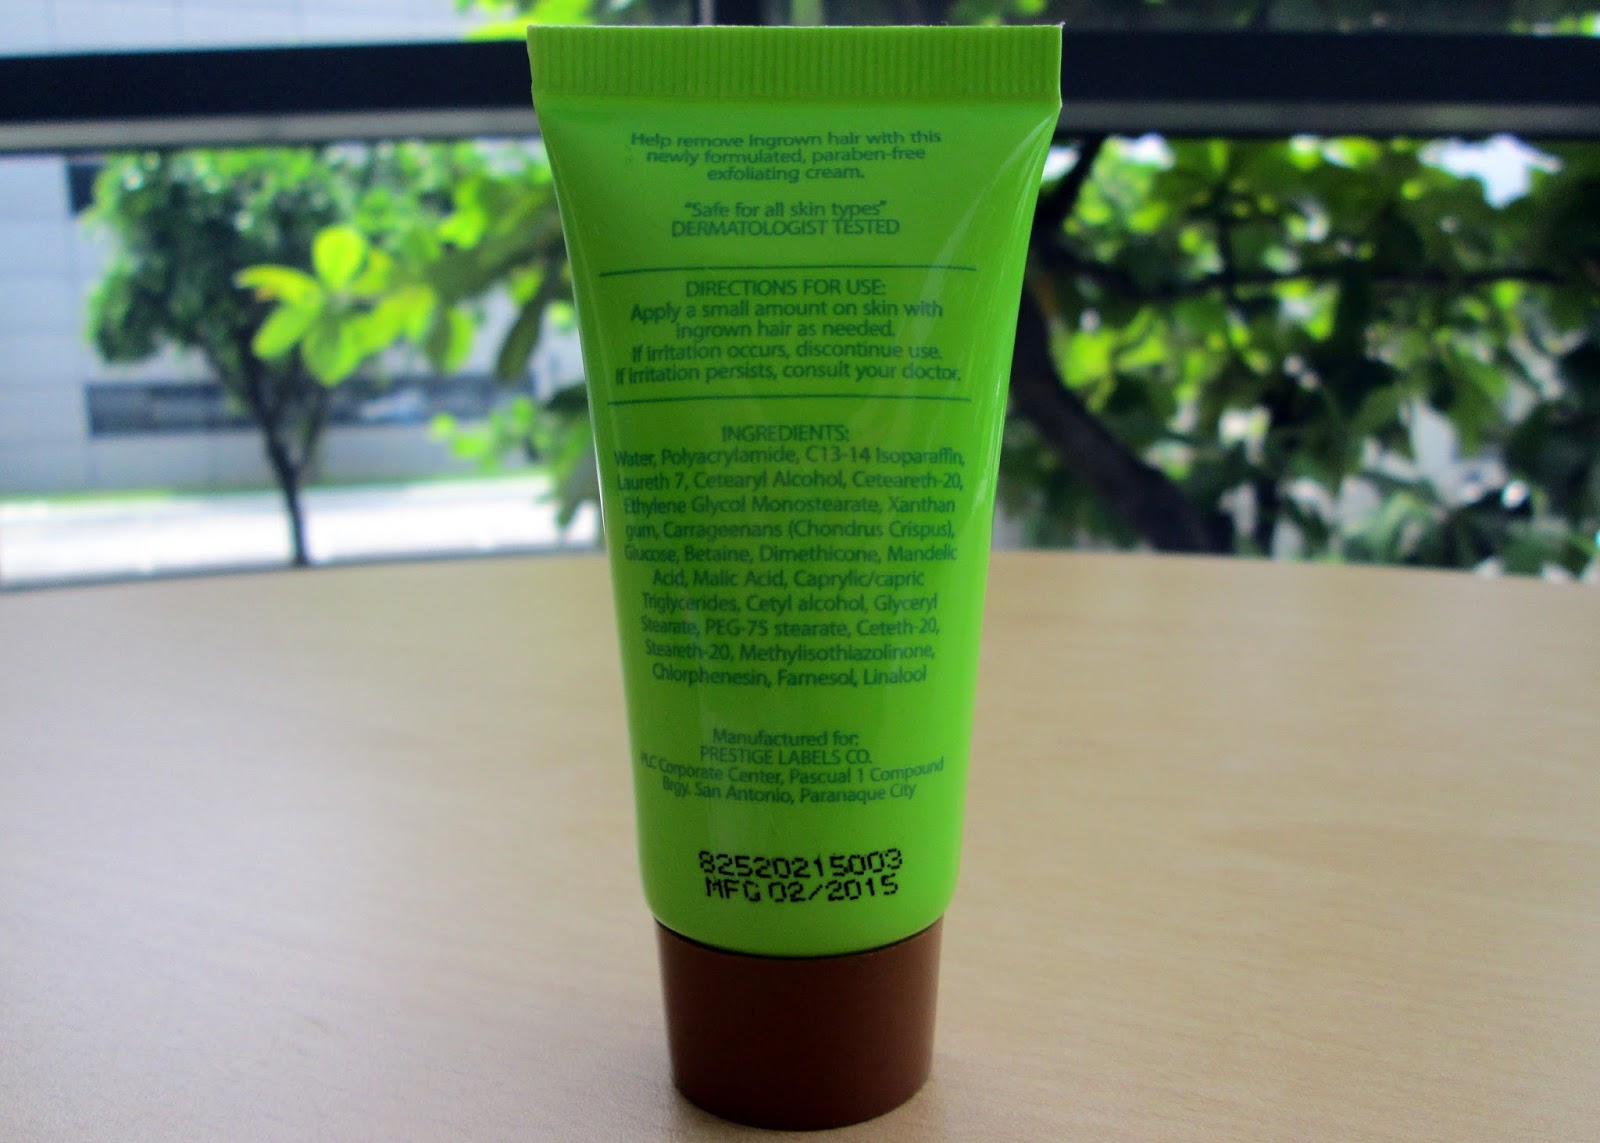 Help remove Ingrown hair with this
newly formulated, paraben-free
exfoliating cream.
"Safe for all skin types"
DERMATOLOGIST TESTED
DIRECTIONS FOR USE:
Apply a small amount on skin with
ingrown hair as needed.
If irritation occurs, discontinue use.
If irritation persists, consult your doctor.
INGREDIENTS:
Water, Polyacrylamide, C13-14 Isoparaffin,
Laureth 7, Cetearyl Alcohol, Ceteareth-20,
Ethylene Glycol Monostearate, Xanthan
gum, Carrageenans (Chondrus Crispus),
Glucose, Betaine, Dimethicone, Mandelic
Acid, Malic Acid, Caprylic/capric
Triglycerides, Cetyl alcohol, Glyceryl
Stearate, PEG-75 stearate, Ceteth-20,
Steareth-20, Methylisothiazolinone,
Chlorphenesin, Farnesol, Linalool
Manufactured for:
PRESTIGE LABELS CO.
PLC Corporate Center, Pascual 1 Compound
Brgy. San Antonio, Paranaque City
82520215003
MFG 02/2015